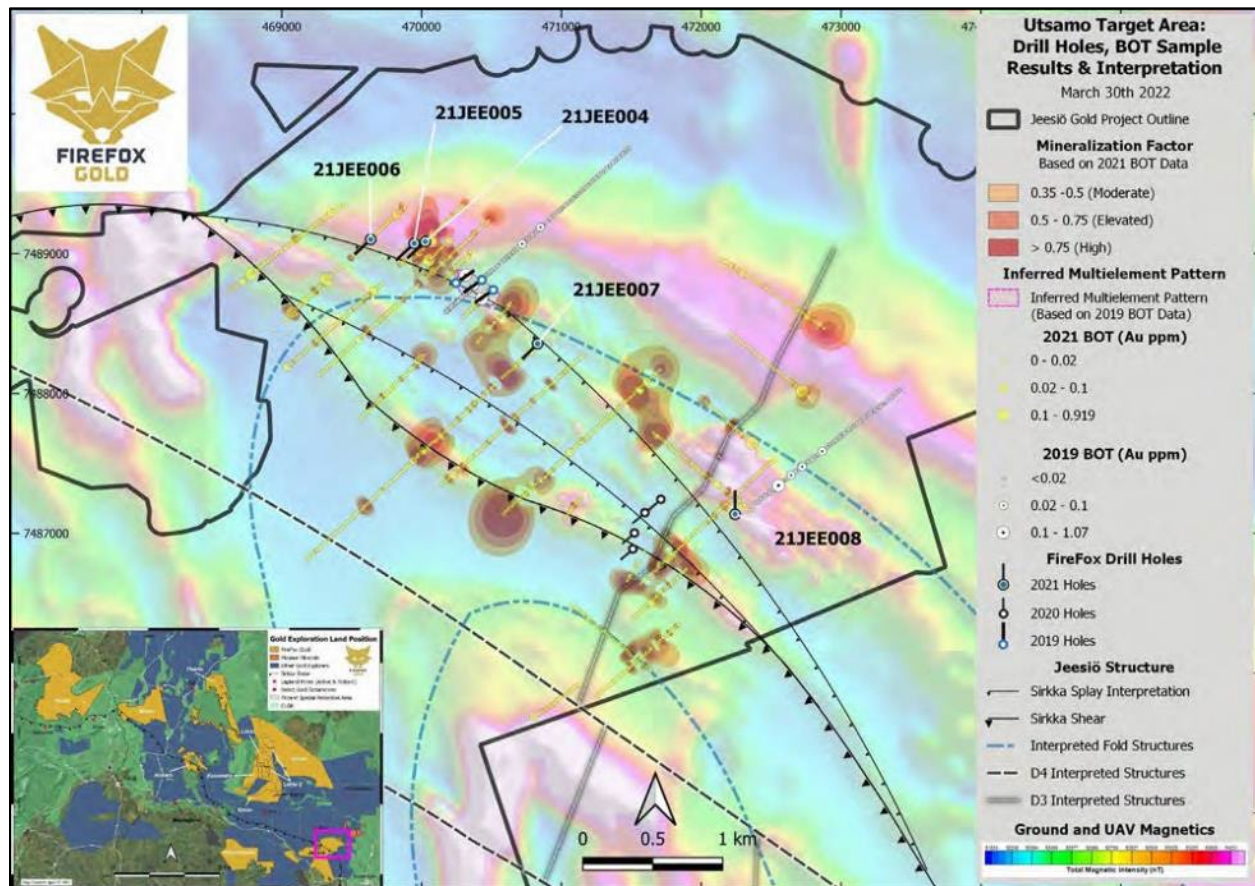 469000
470000
471000
472000
473000
7489000
7488000
7487000
FIREFOX
GOLD
21JEE005
21JEE004
21JEE006
21JEE007
21JEE008
0
0.5
1 km
Utsamo Target Area:
Drill Holes, BOT Sample
Results & Interpretation
March 30th 2022
Jeesiö Gold Project Outline
Mineralization Factor
Based on 2021 BOT Data
0.35 -0.5 (Moderate)
0.5 - 0.75 (Elevated)
> 0.75 (High)
Inferred Multielement Pattern
Inferred Multielement Pattern
(Based on 2019 BOT Data)
2021 BOT (Au ppm)
0 - 0.02
0.02 - 0.1
0.1 - 0.919
2019 BOT (Au ppm)
<0.02
0.02 - 0.1
0.1 - 1.07
FireFox Drill Holes
2021 Holes
2020 Holes
2019 Holes
Jeesiö Structure
Sirkka Splay Interpretation
Sirkka Shear
Interpreted Fold Structures
D4 Interpreted Structures
D3 Interpreted Structures
Ground and UAV Magnetics
Total Magnetic Intensity (nT)
Gold Exploration Land Position
FireFox Gold
Other Gold Explorers
Sirkka Shear